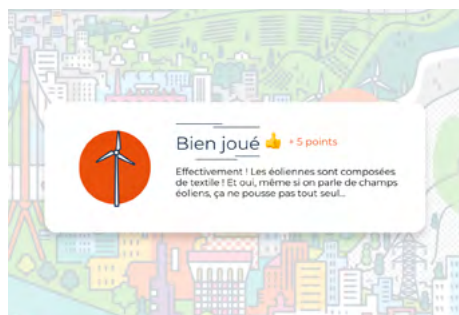 Bien joué 👍 + 5 points
Effectivement ! Les éoliennes sont composées
de textile ! Et oui, même si on parle de champs
éoliens, ça ne pousse pas tout seul...